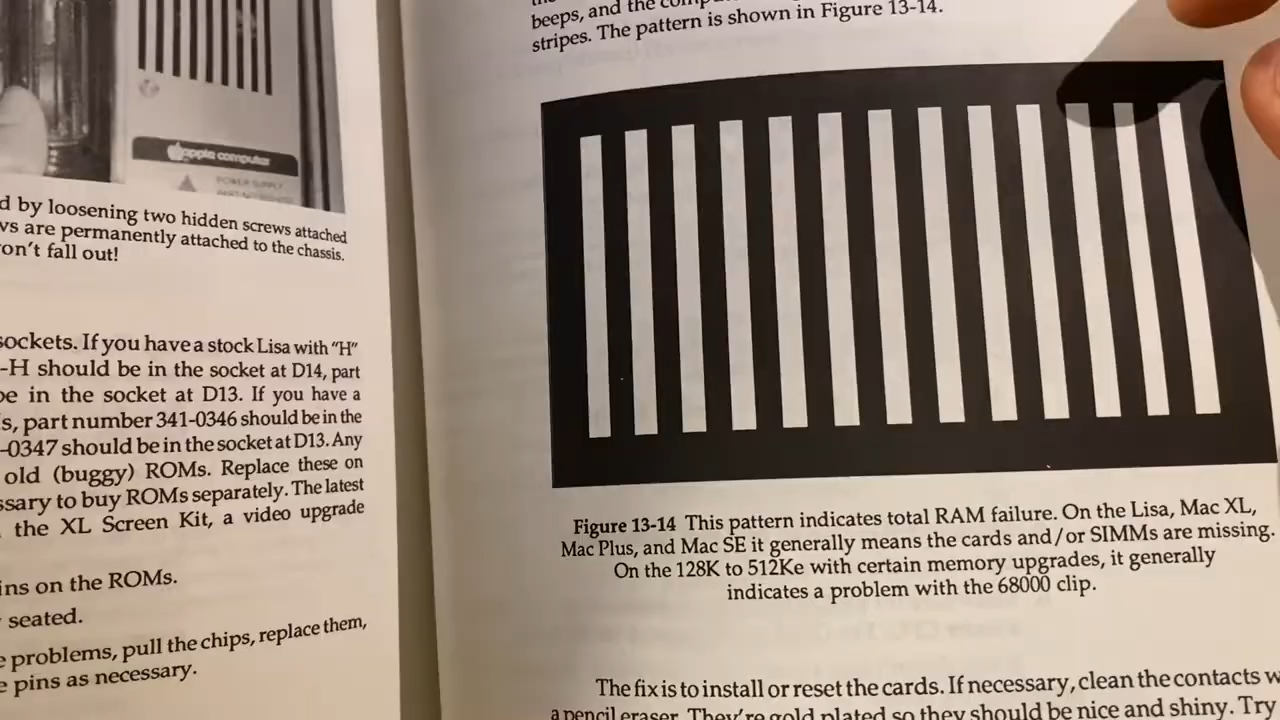 apple computer
POWER SUPPLY
d by loosening two hidden screws attached
ws are permanently attached to the chassis.
on't fall out!
sockets. If you have a stock Lisa with "H"
-H should be in the socket at D14, part
be in the socket at D13. If you have a
s, part number 341-0346 should be in the
-0347 should be in the socket at D13. Any
old (buggy) ROMs. Replace these on
ssary to buy ROMs separately. The latest
the XL Screen Kit, a video upgrade
ins on the ROMs.
seated.
e problems, pull the chips, replace them,
e pins as necessary.
beeps, and the
stripes. The pattern is shown in Figure 13-14.
Figure 13-14 This pattern indicates total RAM failure. On the Lisa, Mac XL,
Mac Plus, and Mac SE it generally means the cards and/or SIMMs are missing.
On the 128K to 512Ke with certain memory upgrades, it generally
indicates a problem with the 68000 clip.
The fix is to install or reset the cards. If necessary, clean the contacts w
a pencil eraser. They're gold plated so they should be nice and shiny. Try